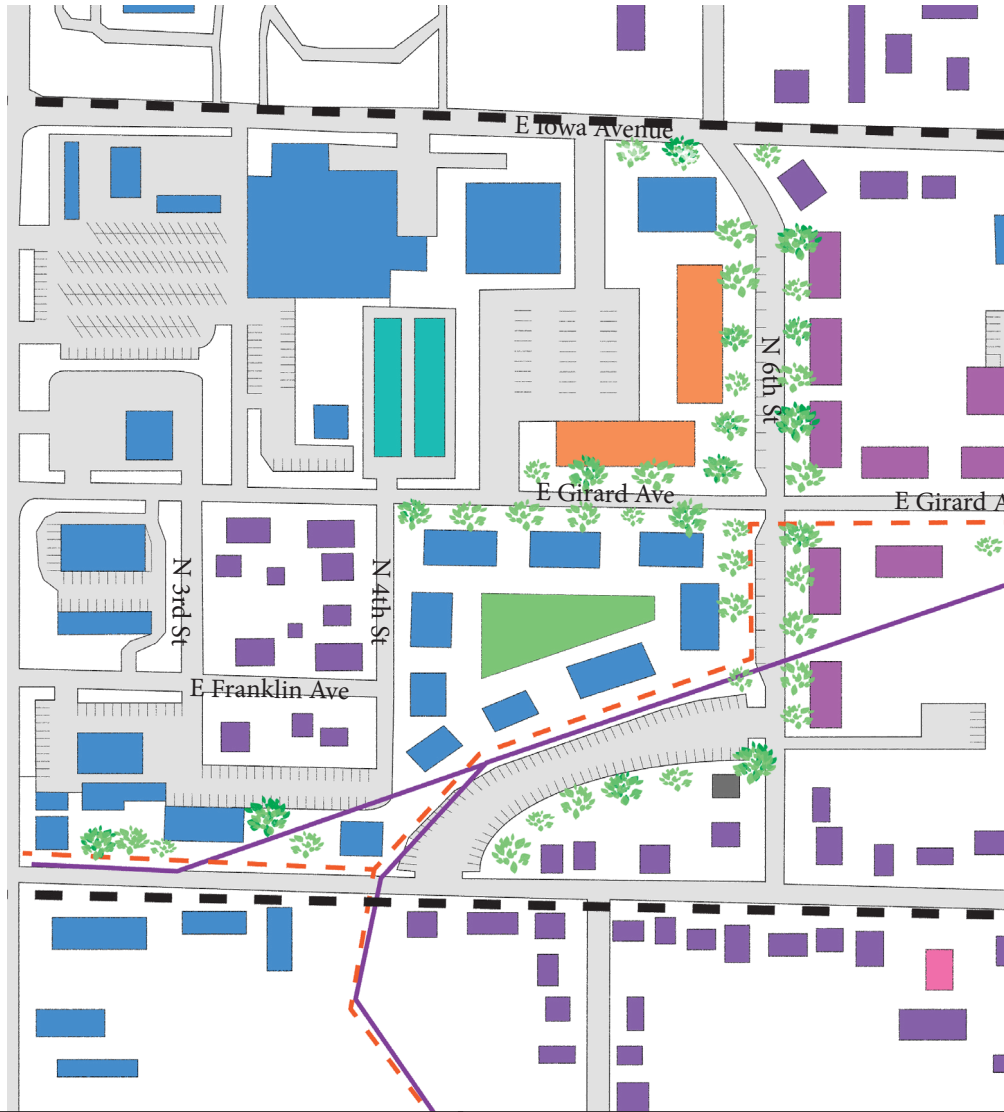 E Iowa Avenue
N 6th St
E Girard Ave
E Girard A
N 3rd St
N 4th St
E Franklin Ave